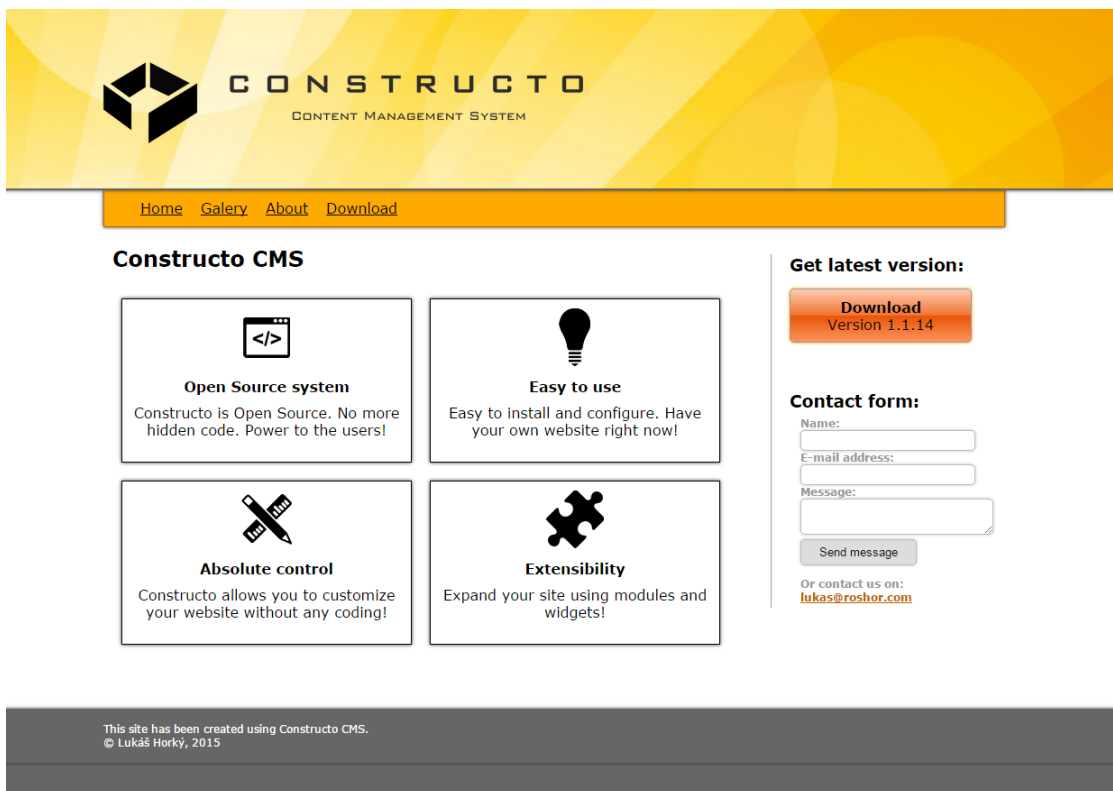 CONSTRUCTO
CONTENT MANAGEMENT SYSTEM
Home Galery About Download
Constructo CMS
</>
Open Source system
Constructo is Open Source. No more
hidden code. Power to the users!
Easy to use
Easy to install and configure. Have
your own website right now!
Absolute control
Constructo allows you to customize
your website without any coding!
Extensibility
Expand your site using modules and
widgets!
Get latest version:
Download
Version 1.1.14
Contact form:
Name:
E-mail address:
Message:
Send message
Or contact us on:
lukas@roshor.com
This site has been created using Constructo CMS.
© Lukáš Horký, 2015